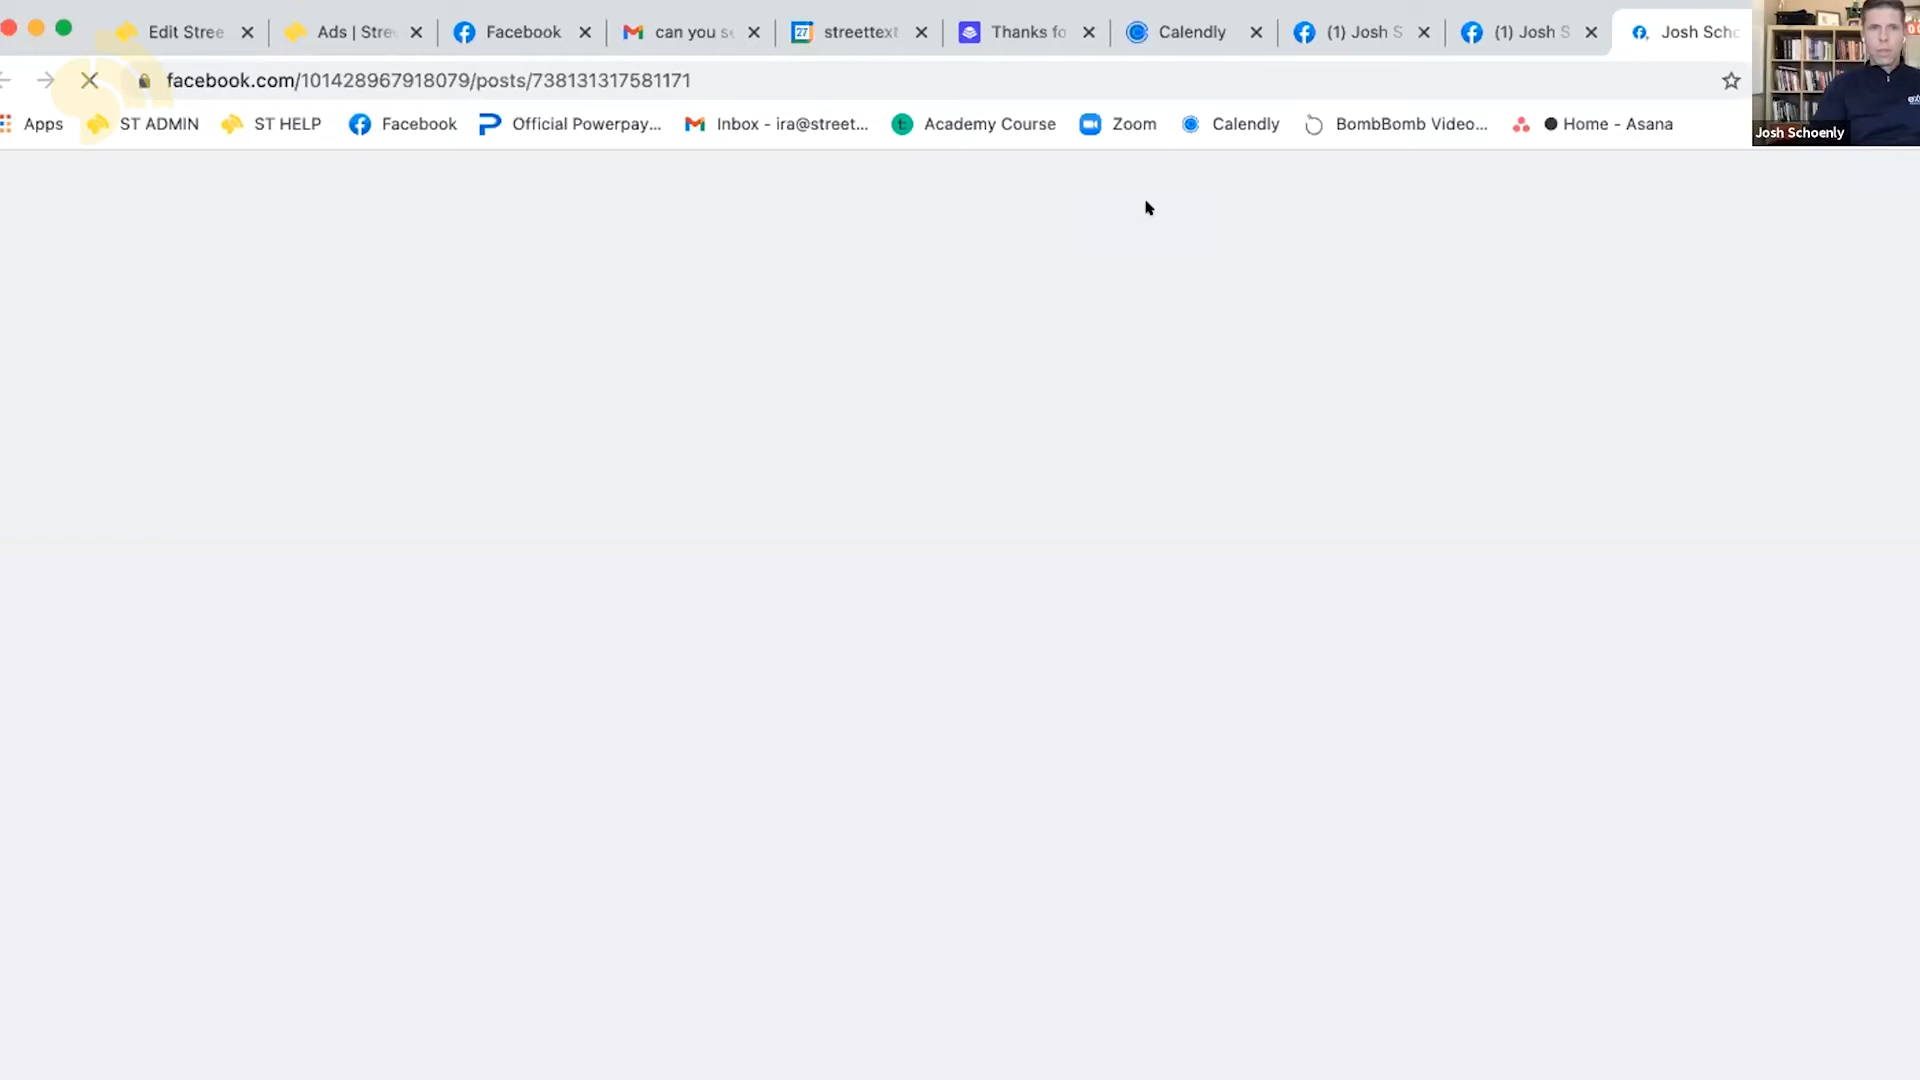 Edit Stree Ads | Stre Facebook can you s streettext Thanks fo Calendly (1) Josh S (1) Josh S Josh Scho
facebook.com/101428967918079/posts/738131317581171
Apps ST ADMIN ST HELP Facebook Official Powerpay... Inbox - ira@street... Academy Course Zoom Calendly BombBomb Video... Home - Asana
Josh Schoenly